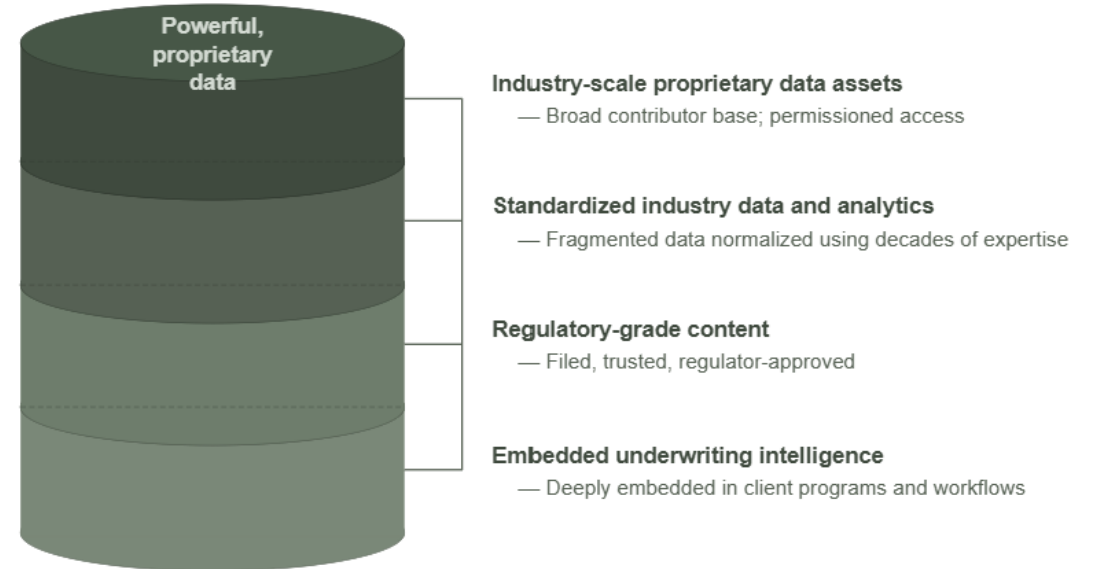 Powerful,
proprietary
data
Industry-scale proprietary data assets
— Broad contributor base; permissioned access
Standardized industry data and analytics
— Fragmented data normalized using decades of expertise
Regulatory-grade content
— Filed, trusted, regulator-approved
Embedded underwriting intelligence
— Deeply embedded in client programs and workflows